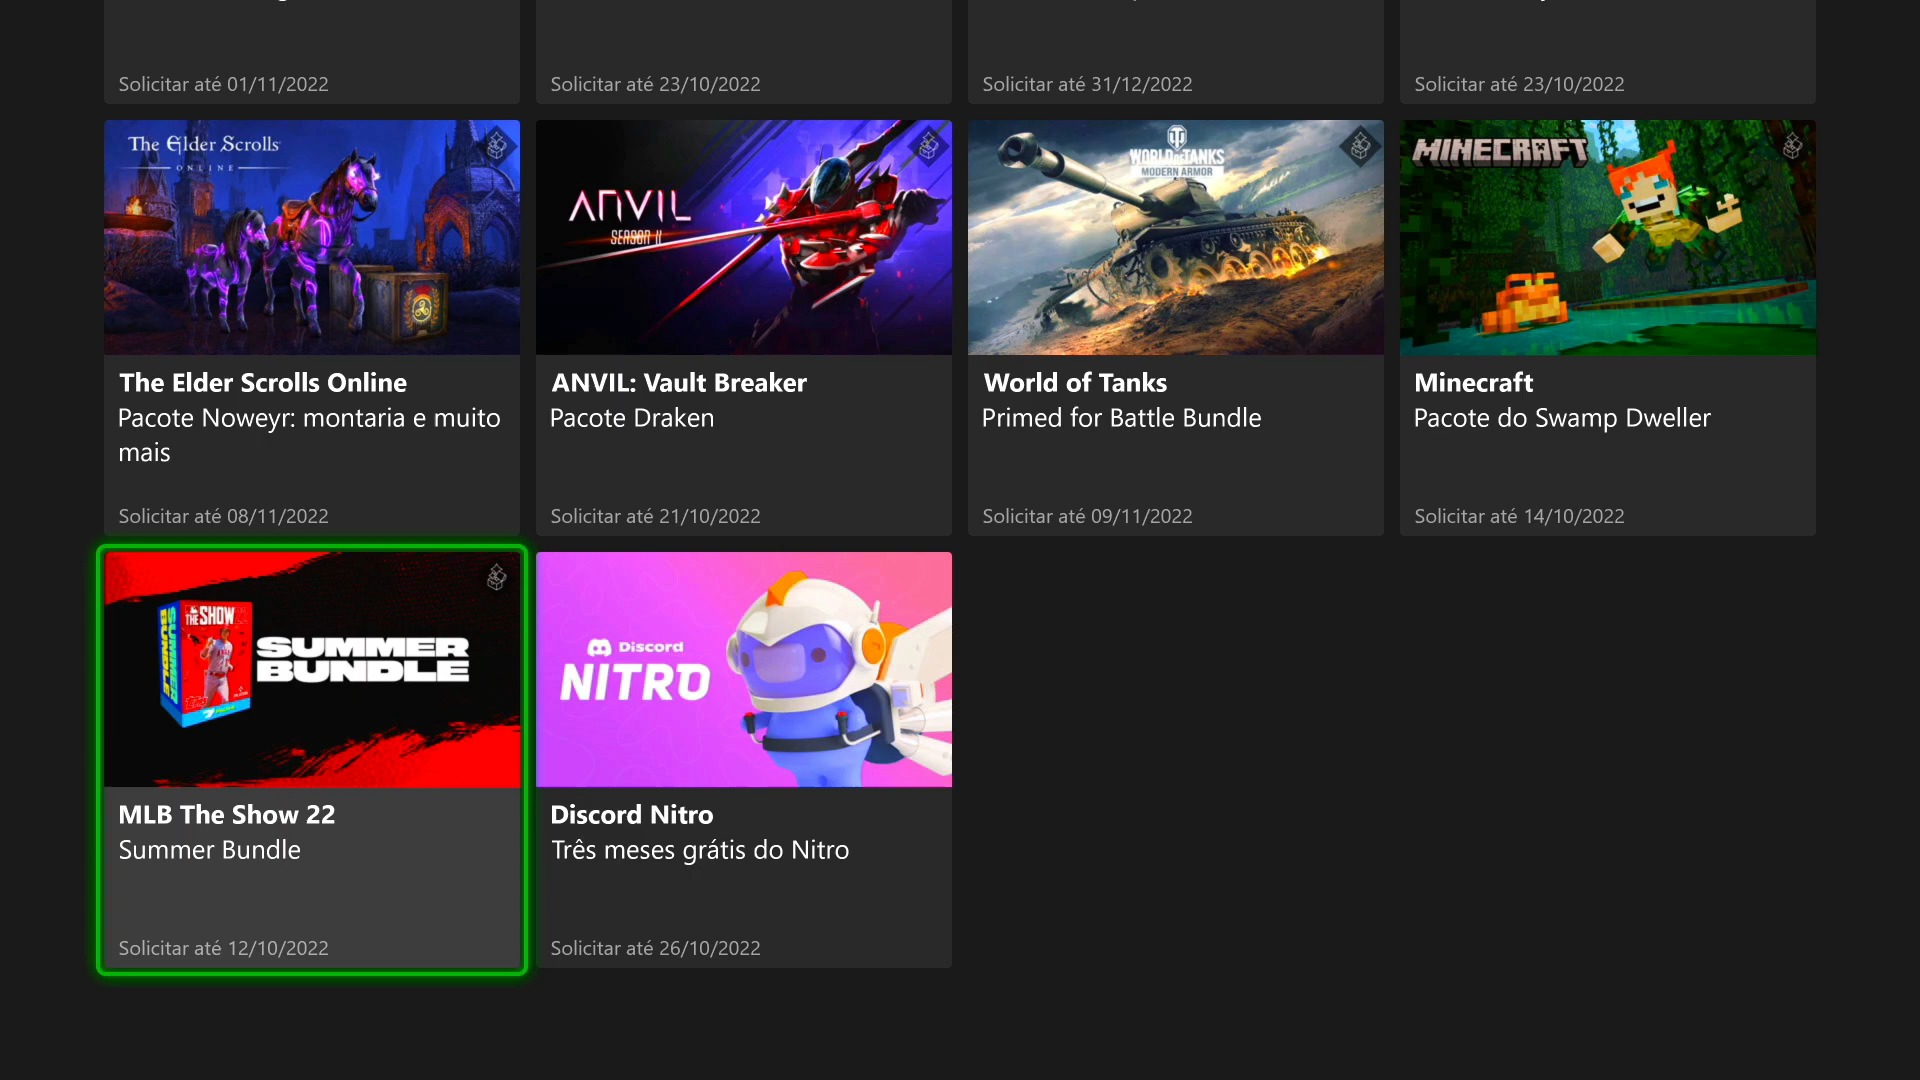 Solicitar até 01/11/2022
Solicitar até 23/10/2022
Solicitar até 31/12/2022
Solicitar até 23/10/2022
The Elder Scrolls
ONLINE
The Elder Scrolls Online
Pacote Noweyr: montaria e muito
mais
Solicitar até 08/11/2022
ANVIL
SEASON II
ANVIL: Vault Breaker
Pacote Draken
Solicitar até 21/10/2022
WORLD OF TANKS
MODERN ARMOR
World of Tanks
Primed for Battle Bundle
Solicitar até 09/11/2022
MINECRAFT
Minecraft
Pacote do Swamp Dweller
Solicitar até 14/10/2022
THE SHOW 22
SUMMER
BUNDLE
SUMMER
BUNDLE
MLB The Show 22
Summer Bundle
Solicitar até 12/10/2022
Discord
NITRO
Discord Nitro
Três meses grátis do Nitro
Solicitar até 26/10/2022